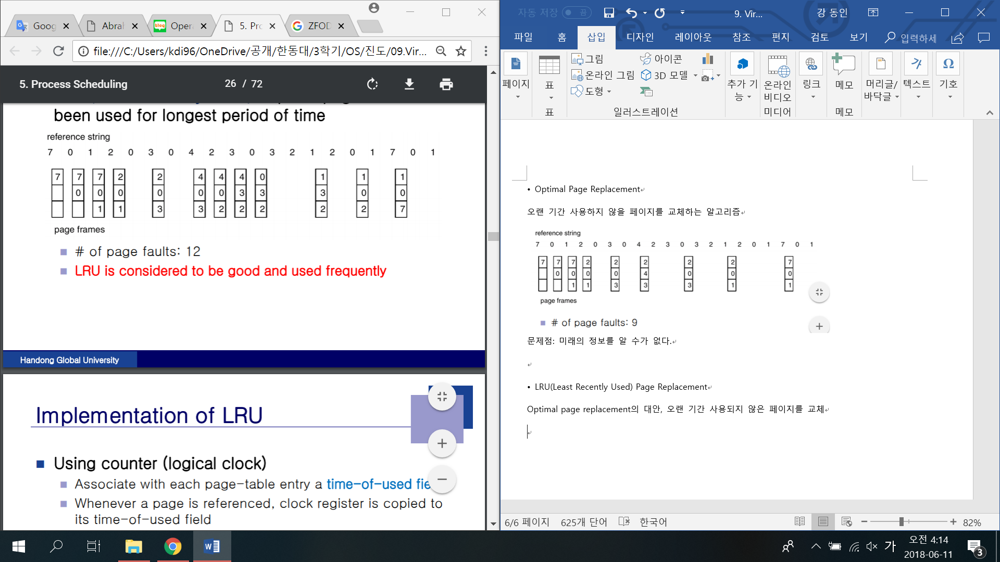 Goog
Abrah
Oper
5. Pro
ZFOD
file:///C:/Users/kdi96/OneDrive/공개/한동대/3학기/OS/진도/09.Vir...
5. Process Scheduling
26 / 72
been used for longest period of time
reference string
7 0 1 2 0 3 0 4 2 3 0 3 2 1 2 0 1 7 0 1
7 7 7 2 2 4 4 4 0 1 1 1
0 0 0 0 0 0 3 3 3 0 0
1 1 3 3 2 2 2 2 2 7
page frames
# of page faults: 12
LRU is considered to be good and used frequently
Handong Global University
Implementation of LRU
Using counter (logical clock)
Associate with each page-table entry a time-of-used fie
Whenever a page is referenced, clock register is copied to
its time-of-used field
자동 저장 끔
9. Vir...
강 동인
파일 홈 삽입 디자인 레이아웃 참조 편지 검토 보기 입력하세
페이지
표
표
그림
온라인 그림
도형
아이콘
3D 모델
일러스트레이션
추가 기능
온라인 비디오
미디어
링크
메모
메모
머리글/바닥글
텍스트
기호
• Optimal Page Replacement
오랜 기간 사용하지 않을 페이지를 교체하는 알고리즘
reference string
7 0 1 2 0 3 0 4 2 3 0 3 2 1 2 0 1 7 0 1
7 7 7 2 2 2 2 2 7
0 0 0 0 4 0 0 0
1 1 3 3 3 1 1
page frames
# of page faults: 9
문제점: 미래의 정보를 알 수가 없다.
• LRU(Least Recently Used) Page Replacement
Optimal page replacement의 대안, 오랜 기간 사용되지 않은 페이지를 교체
6/6 페이지 625개 단어 한국어
82%
가
오전 4:14
2018-06-11
3